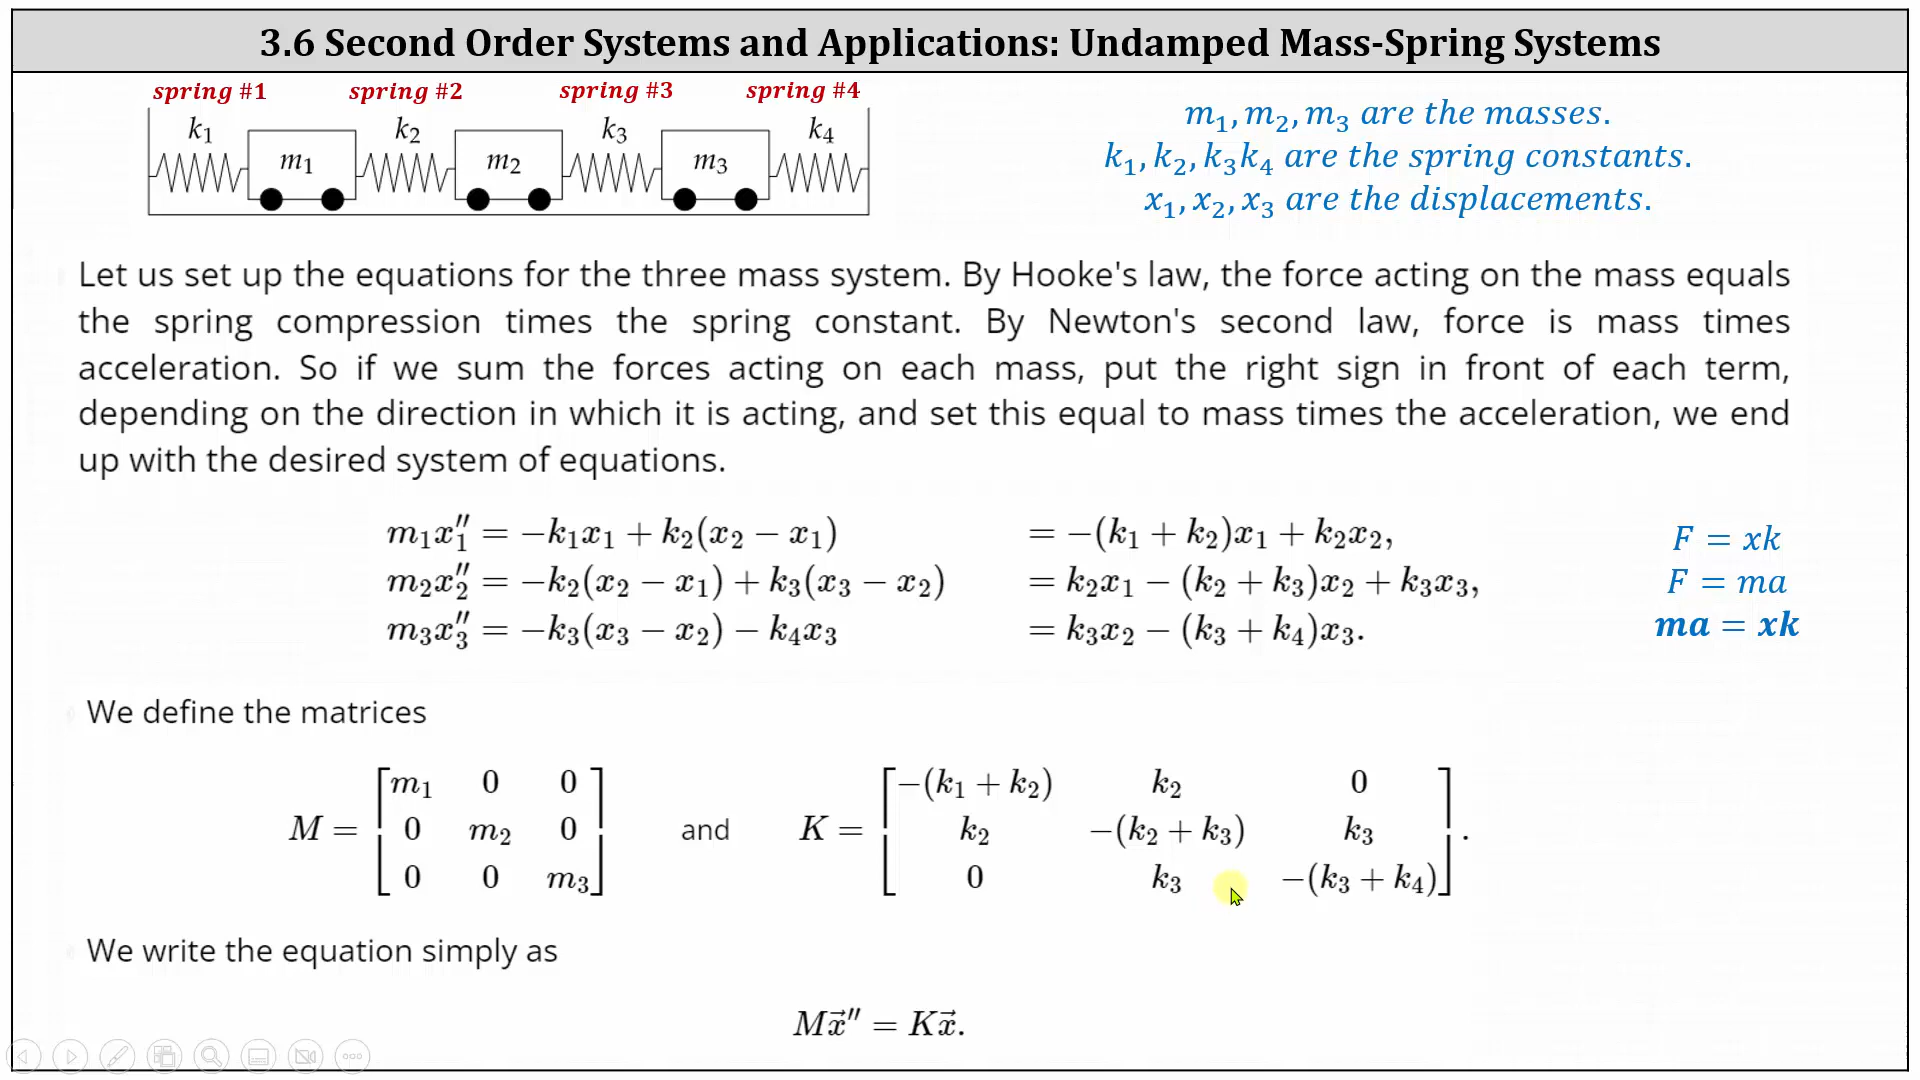 3.6 Second Order Systems and Applications: Undamped Mass-Spring Systems
spring #1 spring #2 spring #3 spring #4
k₁ k₂ k₃ k₄
m₁ m₂ m₃
m₁, m₂, m₃ are the masses.
k₁, k₂, k₃k₄ are the spring constants.
x₁, x₂, x₃ are the displacements.
Let us set up the equations for the three mass system. By Hooke's law, the force acting on the mass equals
the spring compression times the spring constant. By Newton's second law, force is mass times
acceleration. So if we sum the forces acting on each mass, put the right sign in front of each term,
depending on the direction in which it is acting, and set this equal to mass times the acceleration, we end
up with the desired system of equations.
m₁x₁″ = −k₁x₁ + k₂(x₂ − x₁) = −(k₁ + k₂)x₁ + k₂x₂,
m₂x₂″ = −k₂(x₂ − x₁) + k₃(x₃ − x₂) = k₂x₁ − (k₂ + k₃)x₂ + k₃x₃,
m₃x₃″ = −k₃(x₃ − x₂) − k₄x₃ = k₃x₂ − (k₃ + k₄)x₃.
F = xk
F = ma
ma = xk
We define the matrices
m₁ 0 0 −(k₁ + k₂) k₂ 0
M = 0 m₂ 0 and K = k₂ −(k₂ + k₃) k₃ .
0 0 m₃ 0 k₃ −(k₃ + k₄)
We write the equation simply as
Mx⃗″ = Kx⃗.